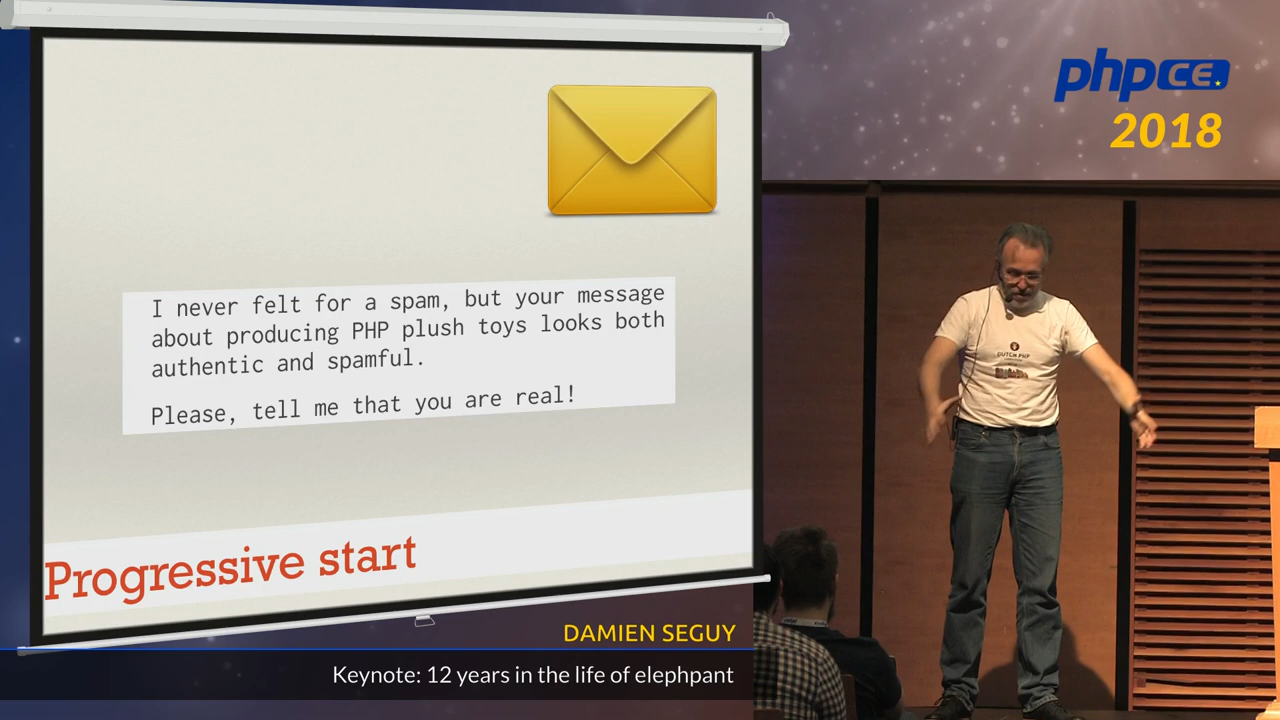 phpce.
2018
I never felt for a spam, but your message
about producing PHP plush toys looks both
authentic and spamful.
Please, tell me that you are real!
Progressive start
DUTCH PHP
DAMIEN SEGUY
Keynote: 12 years in the life of elephpant